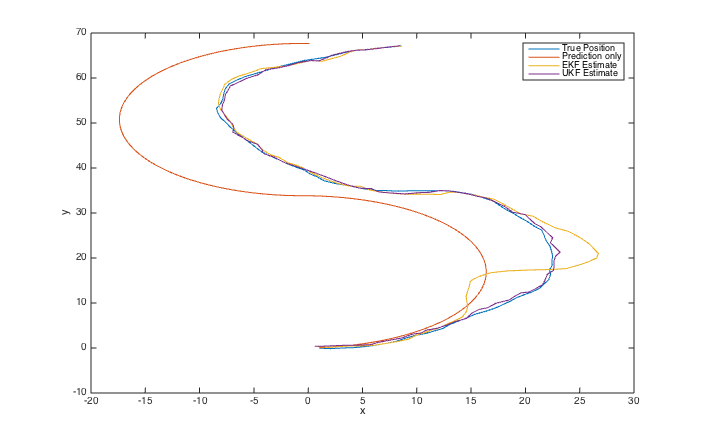 70
60
50
40
30
20
10
0
-10
y
-20 -15 -10 -5 0 5 10 15 20 25 30
x
True Position
Prediction only
EKF Estimate
UKF Estimate